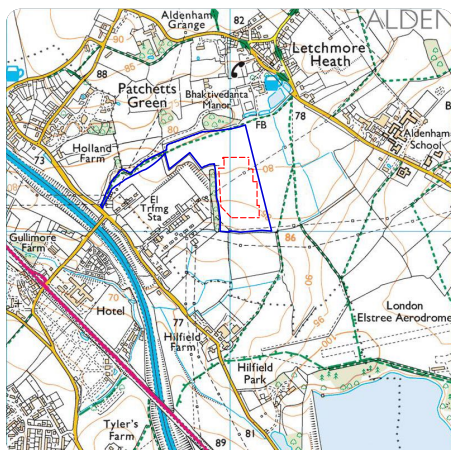 ALDEN
Aldenham
Grange
82
90
Letchmore
Heath
88
Patchetts
Green
Bhaktivedanta
Manor
78
FB
80
Aldenham
School
73
Holland
Farm
El
Trfmg
Sta
80
86
Gullimore
Farm
90
70
Hotel
77
Hilfield
Farm
London
Elstree Aerodrome
Hilfield
Park
Tyler's
Farm
81
89